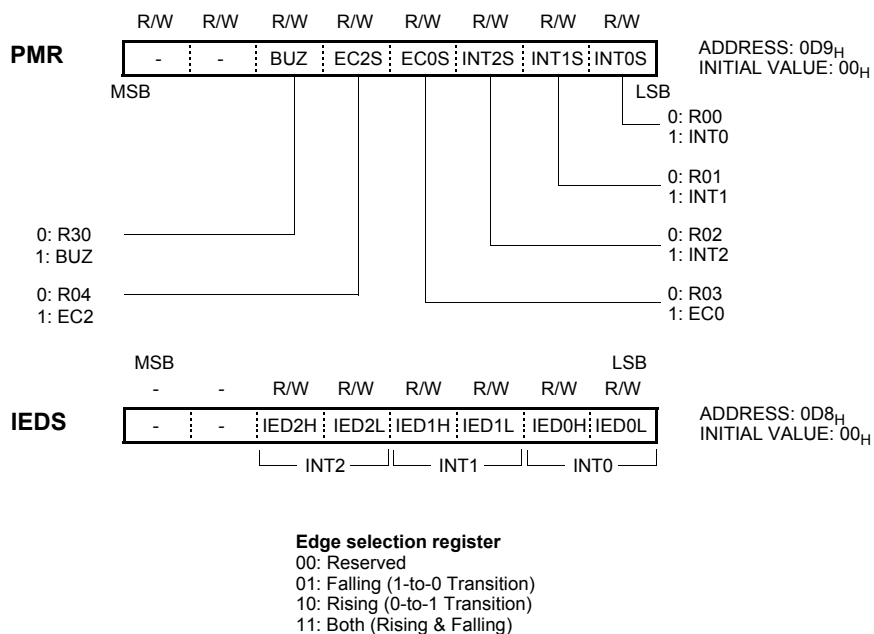 R/W R/W R/W R/W R/W R/W R/W R/W
PMR - - BUZ EC2S EC0S INT2S INT1S INT0S ADDRESS: 0D9H
INITIAL VALUE: 00H
MSB LSB
0: R00
1: INT0
0: R01
1: INT1
0: R30
1: BUZ
0: R02
1: INT2
0: R04
1: EC2
0: R03
1: EC0
MSB LSB
- - R/W R/W R/W R/W R/W R/W
IEDS - - IED2H IED2L IED1H IED1L IED0H IED0L ADDRESS: 0D8H
INITIAL VALUE: 00H
INT2 INT1 INT0
Edge selection register
00: Reserved
01: Falling (1-to-0 Transition)
10: Rising (0-to-1 Transition)
11: Both (Rising & Falling)